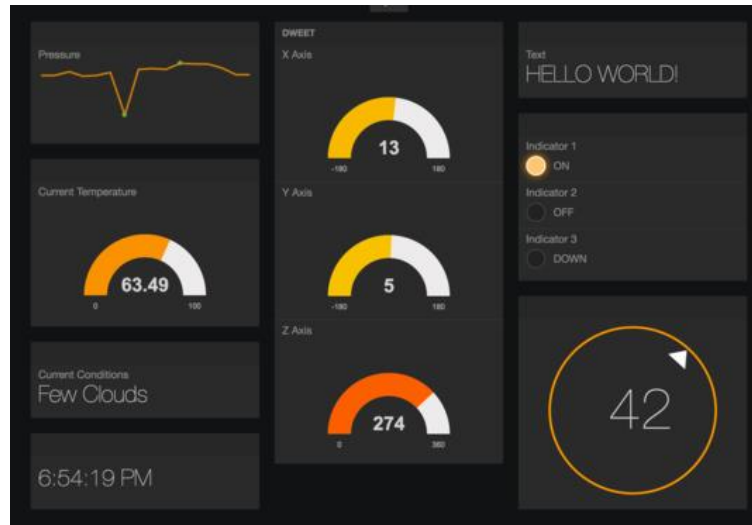 Pressure
Current Temperature
63.49
0
100
Current Conditions
Few Clouds
6:54:19 PM
DWEET
X Axis
13
-180
180
Y Axis
5
-180
180
Z Axis
274
0
360
Text
HELLO WORLD!
Indicator 1
ON
Indicator 2
OFF
Indicator 3
DOWN
42